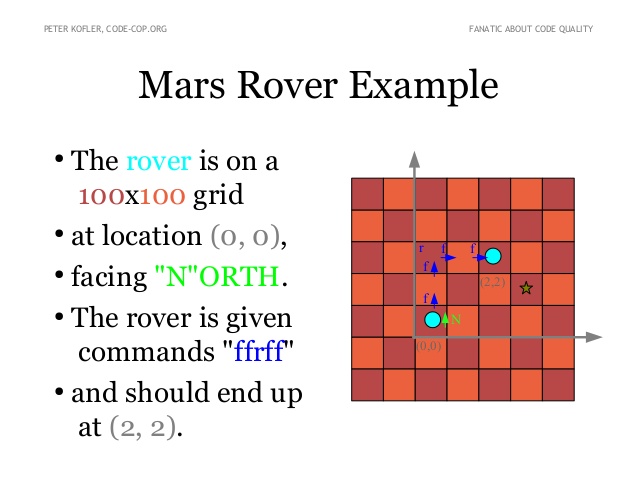 PETER KOFLER, CODE-COP.ORG
FANATIC ABOUT CODE QUALITY
Mars Rover Example
• The rover is on a
100x100 grid
• at location (0, 0),
• facing "N"ORTH.
• The rover is given
commands "ffrff"
• and should end up
at (2, 2).
r f f
f
(2,2)
f
N
(0,0)